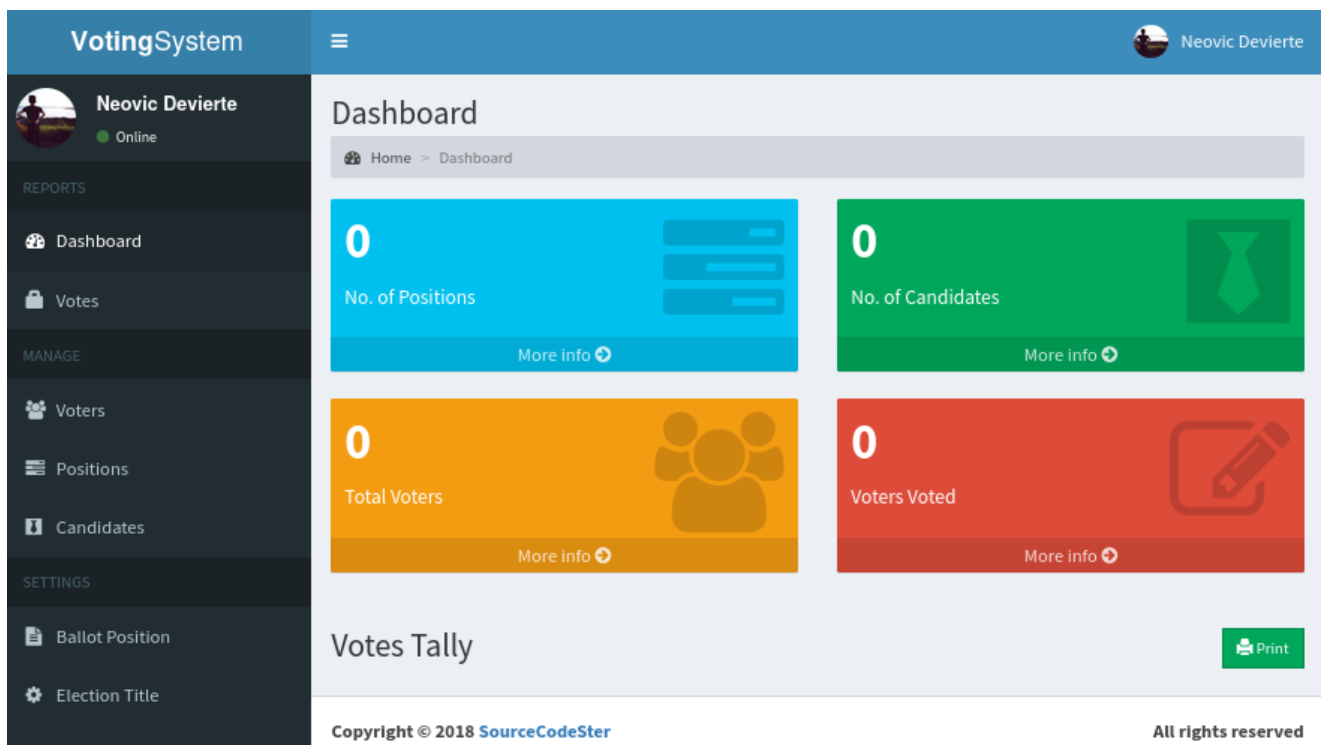 VotingSystem
Neovic Devierte
Neovic Devierte
Online
REPORTS
Dashboard
Votes
MANAGE
Voters
Positions
Candidates
SETTINGS
Ballot Position
Election Title
Dashboard
Home > Dashboard
0
No. of Positions
More info
0
No. of Candidates
More info
0
Total Voters
More info
0
Voters Voted
More info
Votes Tally
Print
Copyright © 2018 SourceCodeSter
All rights reserved